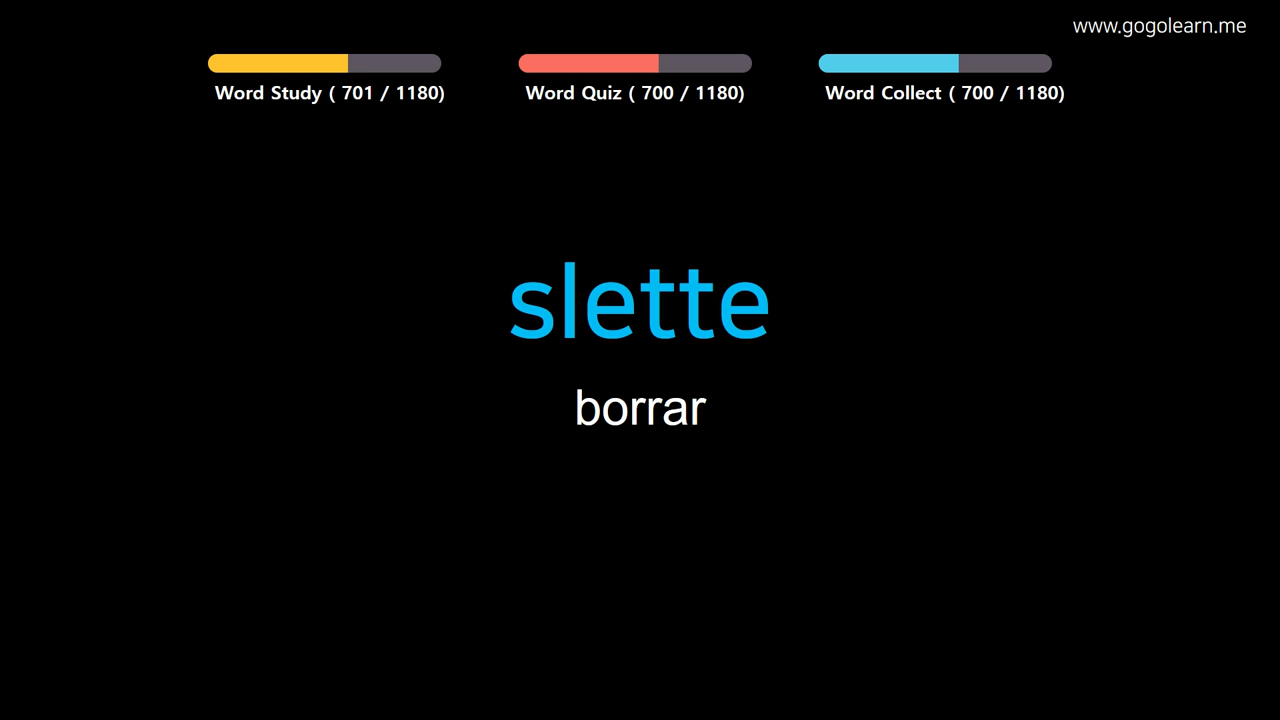 www.gogolearn.me
Word Study ( 701 / 1180)
Word Quiz ( 700 / 1180)
Word Collect ( 700 / 1180)
slette
borrar